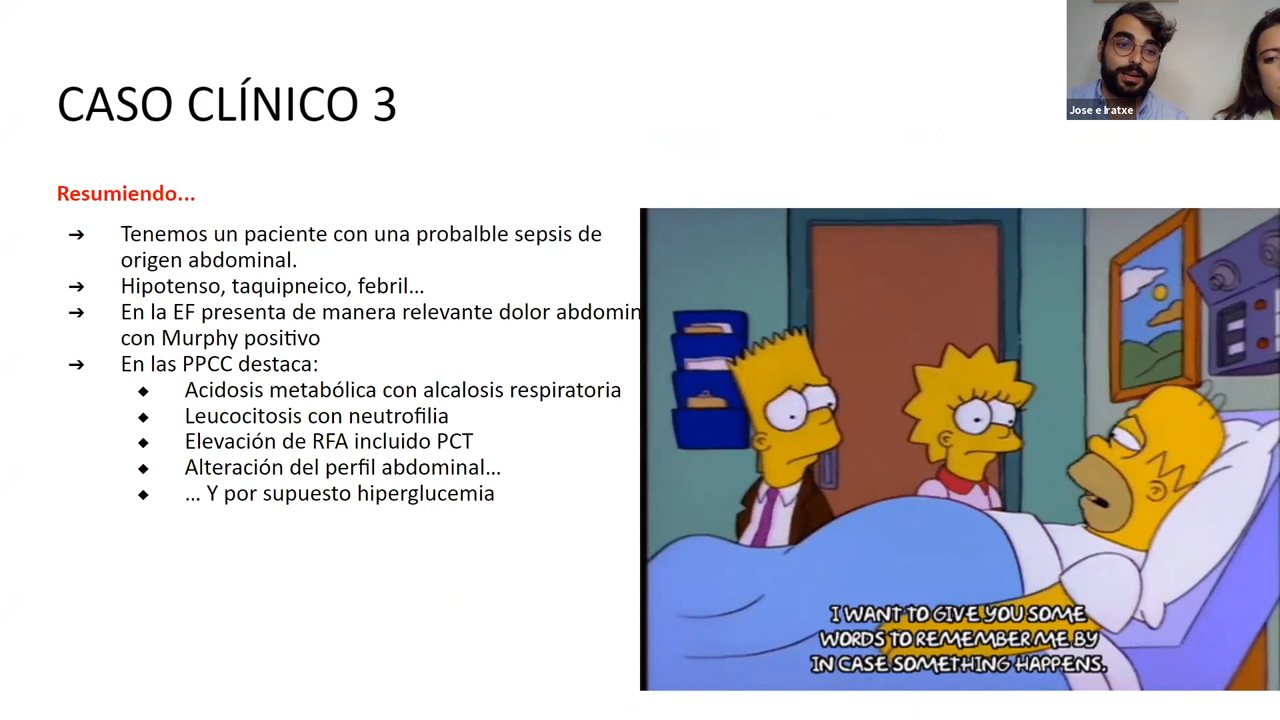 CASO CLÍNICO 3
Jose e Iratxe
Resumiendo...
➔ Tenemos un paciente con una probalble sepsis de
origen abdominal.
➔ Hipotenso, taquipneico, febril...
➔ En la EF presenta de manera relevante dolor abdomin
con Murphy positivo
➔ En las PPCC destaca:
◆ Acidosis metabólica con alcalosis respiratoria
◆ Leucocitosis con neutrofilia
◆ Elevación de RFA incluido PCT
◆ Alteración del perfil abdominal...
◆ ... Y por supuesto hiperglucemia
I WANT TO GIVE YOU SOME
WORDS TO REMEMBER ME BY
IN CASE SOMETHING HAPPENS.